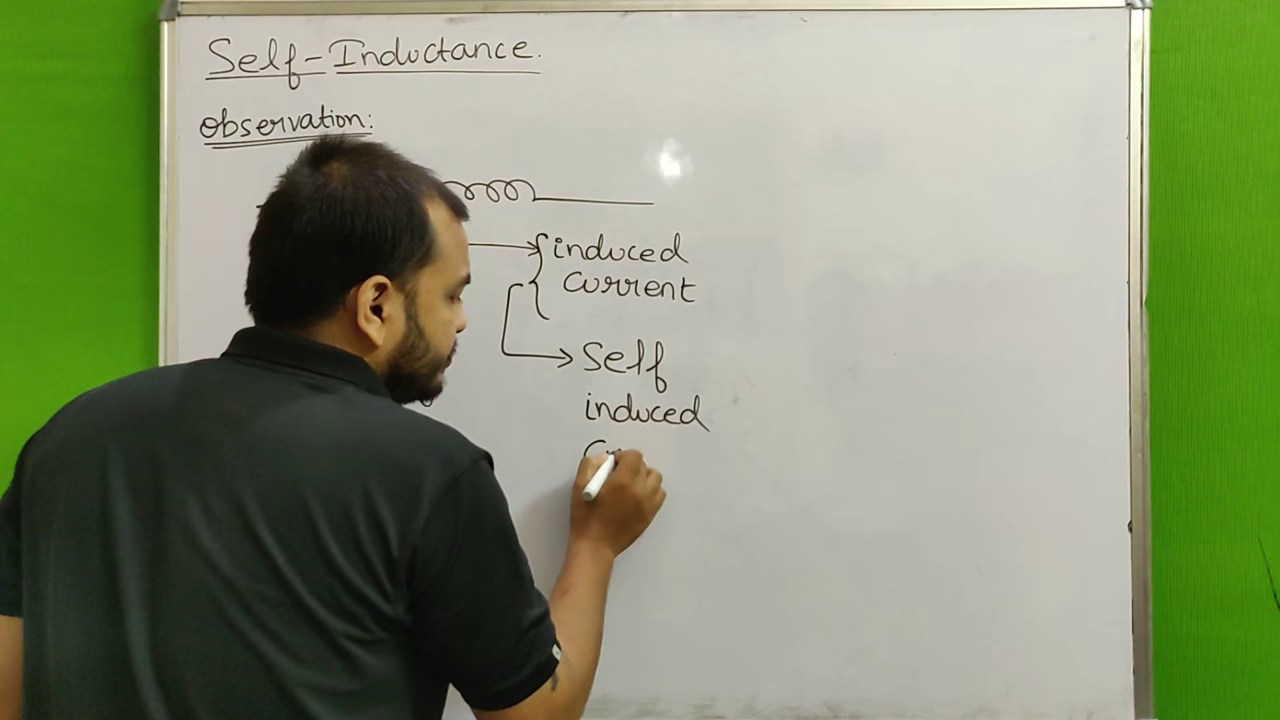 Self-Inductance.
Observation:
induced
current
Self
induced